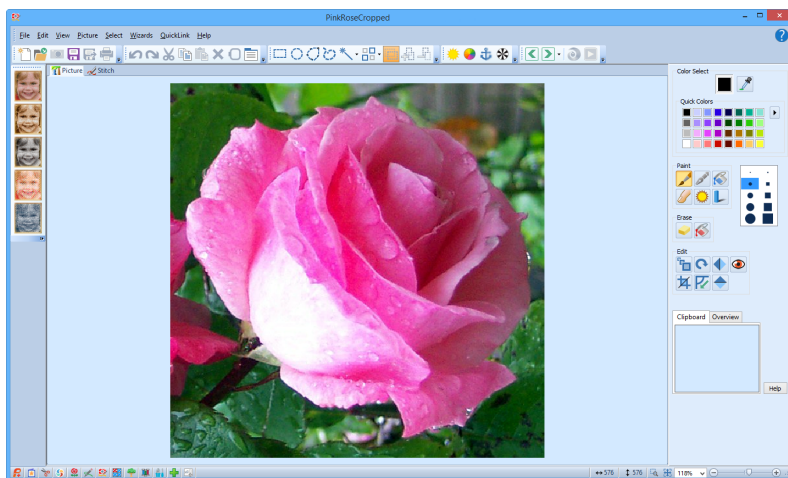 PinkRoseCropped
File Edit View Picture Select Wizards QuickLink Help
Picture Stitch
Color Select
Quick Colors
Paint
Erase
Edit
Clipboard Overview
Help
576 576 118%